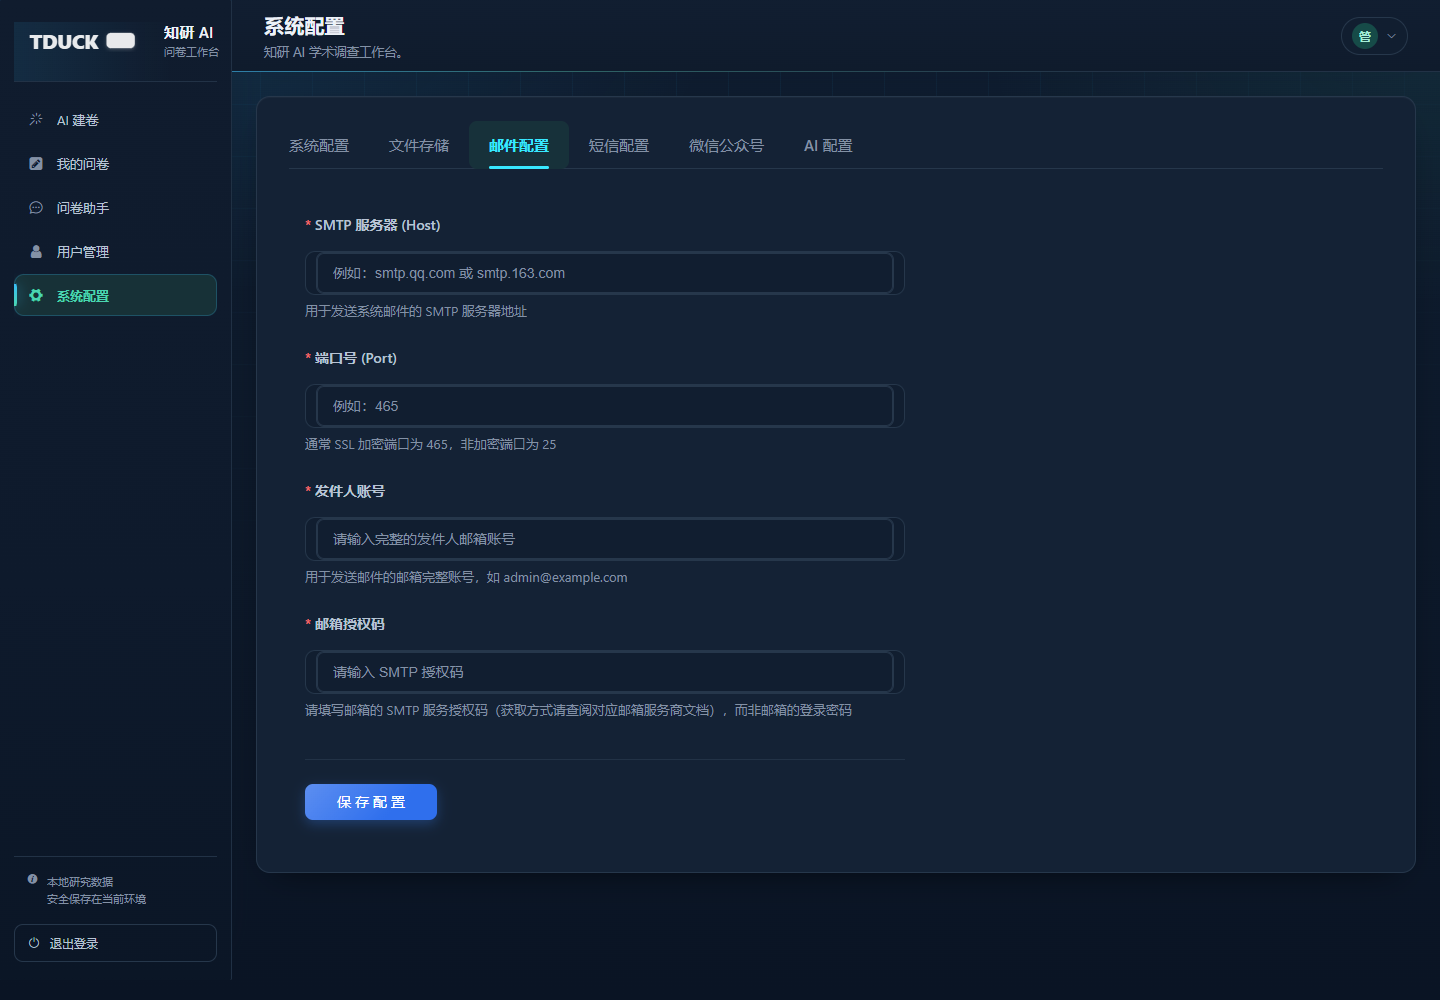 TDUCK
知研 AI
问卷工作台
AI 建卷
我的问卷
问卷助手
用户管理
系统配置
本地研究数据
安全保存在当前环境
退出登录
系统配置
知研 AI 学术调查工作台。
管
系统配置
文件存储
邮件配置
短信配置
微信公众号
AI 配置
* SMTP 服务器 (Host)
例如：smtp.qq.com 或 smtp.163.com
用于发送系统邮件的 SMTP 服务器地址
* 端口号 (Port)
例如：465
通常 SSL 加密端口为 465，非加密端口为 25
* 发件人账号
请输入完整的发件人邮箱账号
用于发送邮件的邮箱完整账号，如 admin@example.com
* 邮箱授权码
请输入 SMTP 授权码
请填写邮箱的 SMTP 服务授权码（获取方式请查阅对应邮箱服务商文档），而非邮箱的登录密码
保存配置